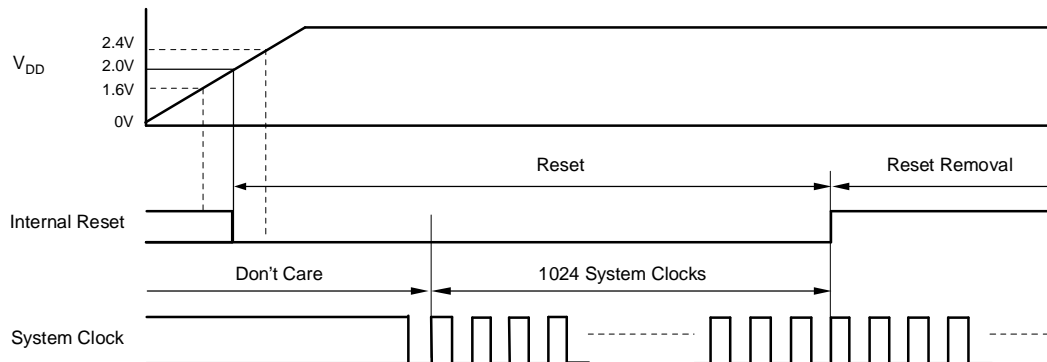 2.4V
V_DD
2.0V
1.6V
0V
Reset
Reset Removal
Internal Reset
Don't Care
1024 System Clocks
System Clock